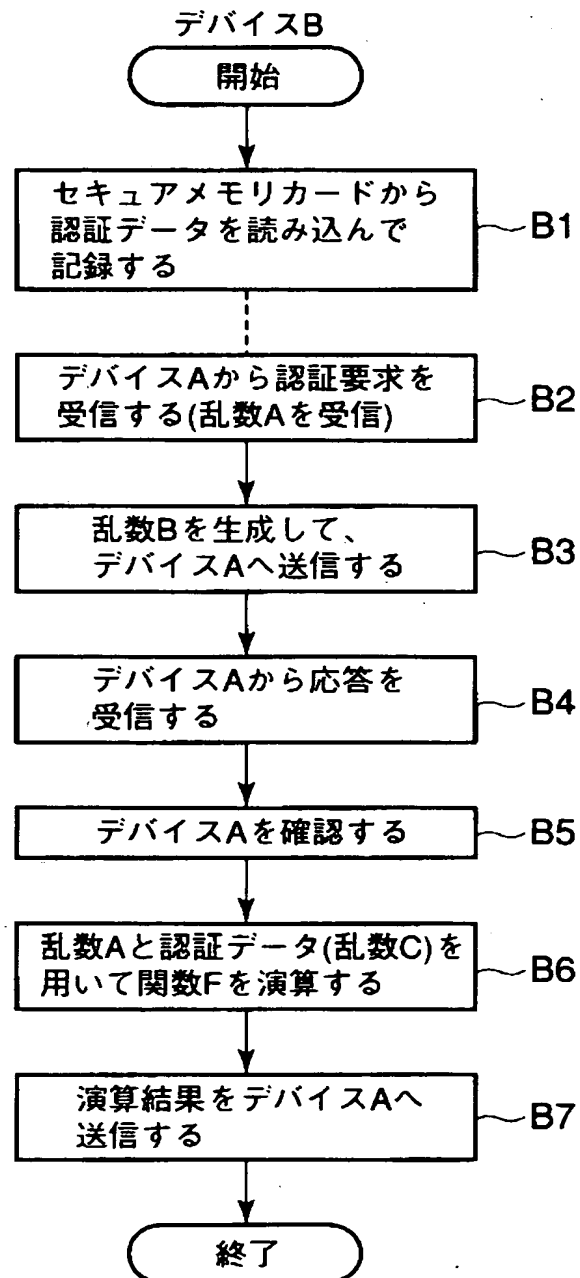 デバイスB
開始
セキュアメモリカードから
認証データを読み込んで
記録する
B1
デバイスAから認証要求を
受信する(乱数Aを受信)
B2
乱数Bを生成して、
デバイスAへ送信する
B3
デバイスAから応答を
受信する
B4
デバイスAを確認する
B5
乱数Aと認証データ(乱数C)を
用いて関数Fを演算する
B6
演算結果をデバイスAへ
送信する
B7
終了